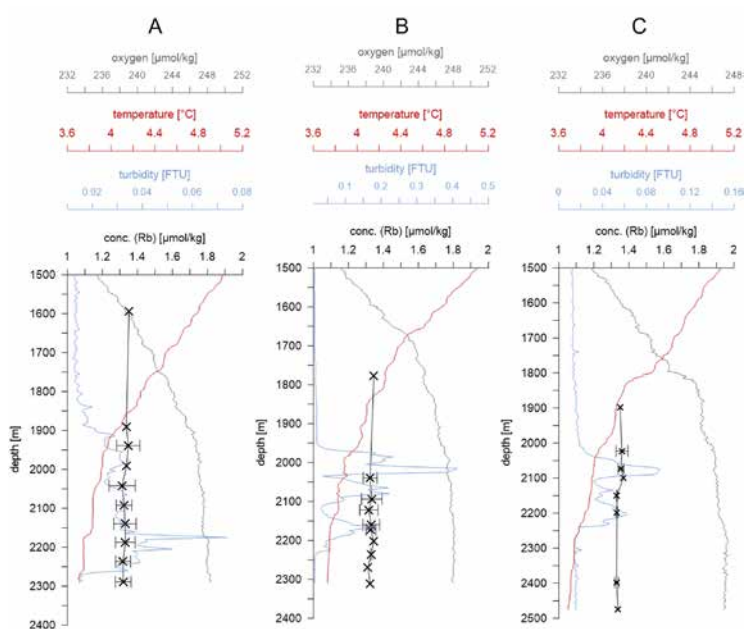 A
B
C
oxygen [µmol/kg]
232 236 240 244 248 252
temperature [°C]
3.6 4 4.4 4.8 5.2
turbidity [FTU]
0.92 0.04 0.06 0.08
conc. (Rb) [µmol/kg]
1 1.2 1.4 1.6 1.8 2
1500
1600
1700
1800
1900
2000
2100
2200
2300
2400
depth [m]
oxygen [µmol/kg]
232 236 240 244 248 252
temperature [°C]
3.6 4 4.4 4.8 5.2
turbidity [FTU]
0.1 0.2 0.3 0.4 0.5
conc. (Rb) [µmol/kg]
1 1.2 1.4 1.6 1.8 2
1500
1600
1700
1800
1900
2000
2100
2200
2300
2400
depth [m]
oxygen [µmol/kg]
232 236 240 244 248
temperature [°C]
3.6 4 4.4 4.8 5.2
turbidity [FTU]
0 0.04 0.08 0.12 0.16
conc. (Rb) [µmol/kg]
1 1.2 1.4 1.6 1.8 2
1500
1600
1700
1800
1900
2000
2100
2200
2300
2400
2500
depth [m]